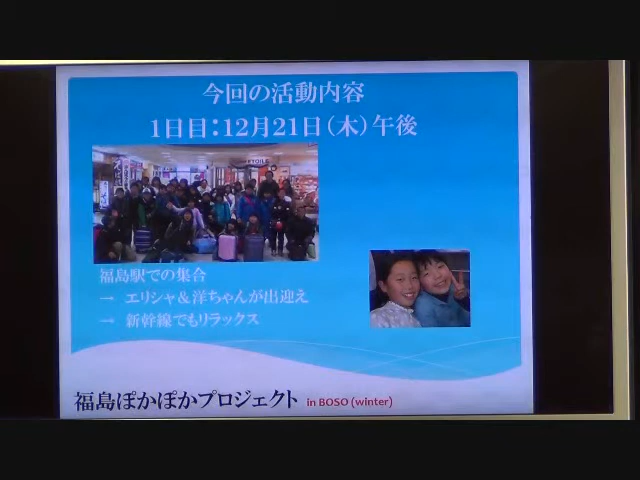 今回の活動内容
1日目：12月21日（木）午後
ETOILE
福島駅での集合
→ エリシャ＆洋ちゃんが出迎え
→ 新幹線でもリラックス
福島ぽかぽかプロジェクト in BOSO (winter)